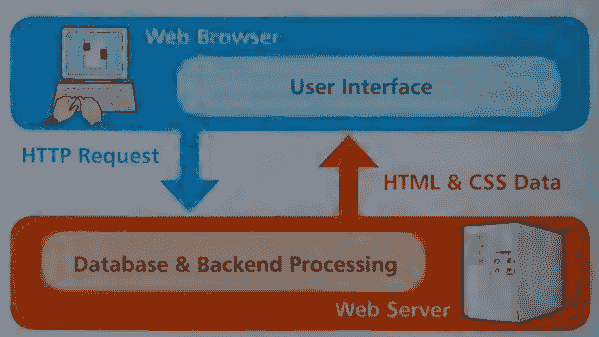 Web Browser
User Interface
HTTP Request
HTML & CSS Data
Database & Backend Processing
Web Server